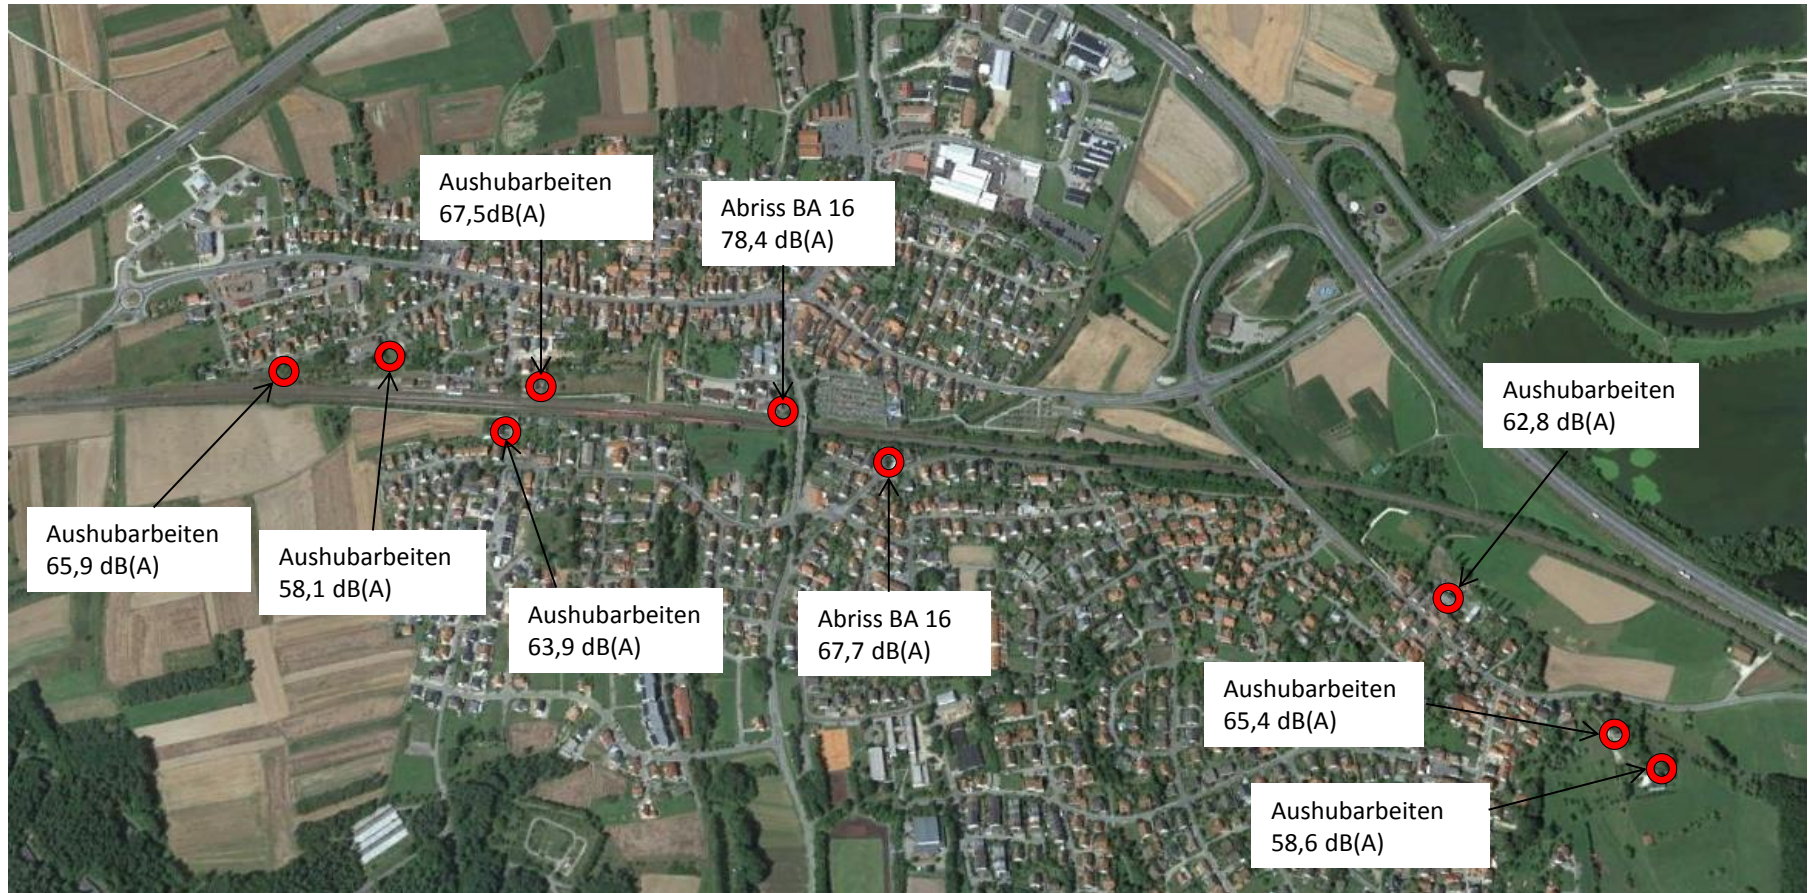 Aushubarbeiten
67,5dB(A)
Abriss BA 16
78,4 dB(A)
Aushubarbeiten
62,8 dB(A)
Aushubarbeiten
65,9 dB(A)
Aushubarbeiten
58,1 dB(A)
Aushubarbeiten
63,9 dB(A)
Abriss BA 16
67,7 dB(A)
Aushubarbeiten
65,4 dB(A)
Aushubarbeiten
58,6 dB(A)